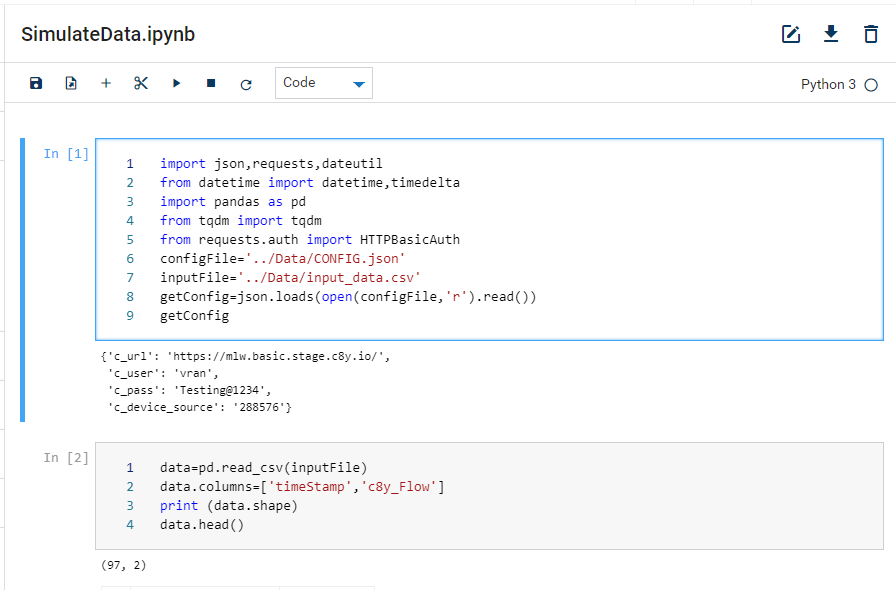 SimulateData.ipynb
Code
Python 3
In [1]
1 import json,requests,dateutil
2 from datetime import datetime,timedelta
3 import pandas as pd
4 from tqdm import tqdm
5 from requests.auth import HTTPBasicAuth
6 configFile='../Data/CONFIG.json'
7 inputFile='../Data/input_data.csv'
8 getConfig=json.loads(open(configFile,'r').read())
9 getConfig
{'c_url': 'https://mlw.basic.stage.c8y.io/',
'c_user': 'vran',
'c_pass': 'Testing@1234',
'c_device_source': '288576'}
In [2]
1 data=pd.read_csv(inputFile)
2 data.columns=['timeStamp','c8y_Flow']
3 print (data.shape)
4 data.head()
(97, 2)